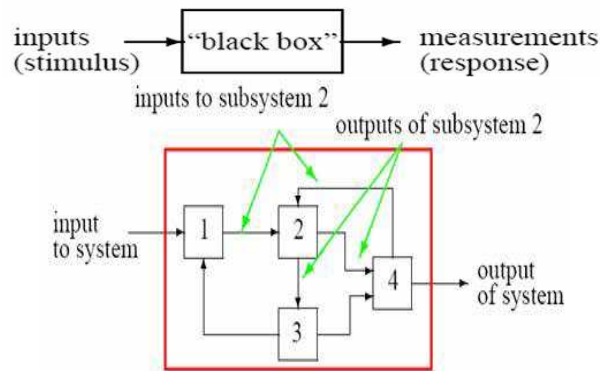 inputs
(stimulus)
“black box”
measurements
(response)
inputs to subsystem 2
outputs of subsystem 2
input
to system
1
2
3
4
output
of system